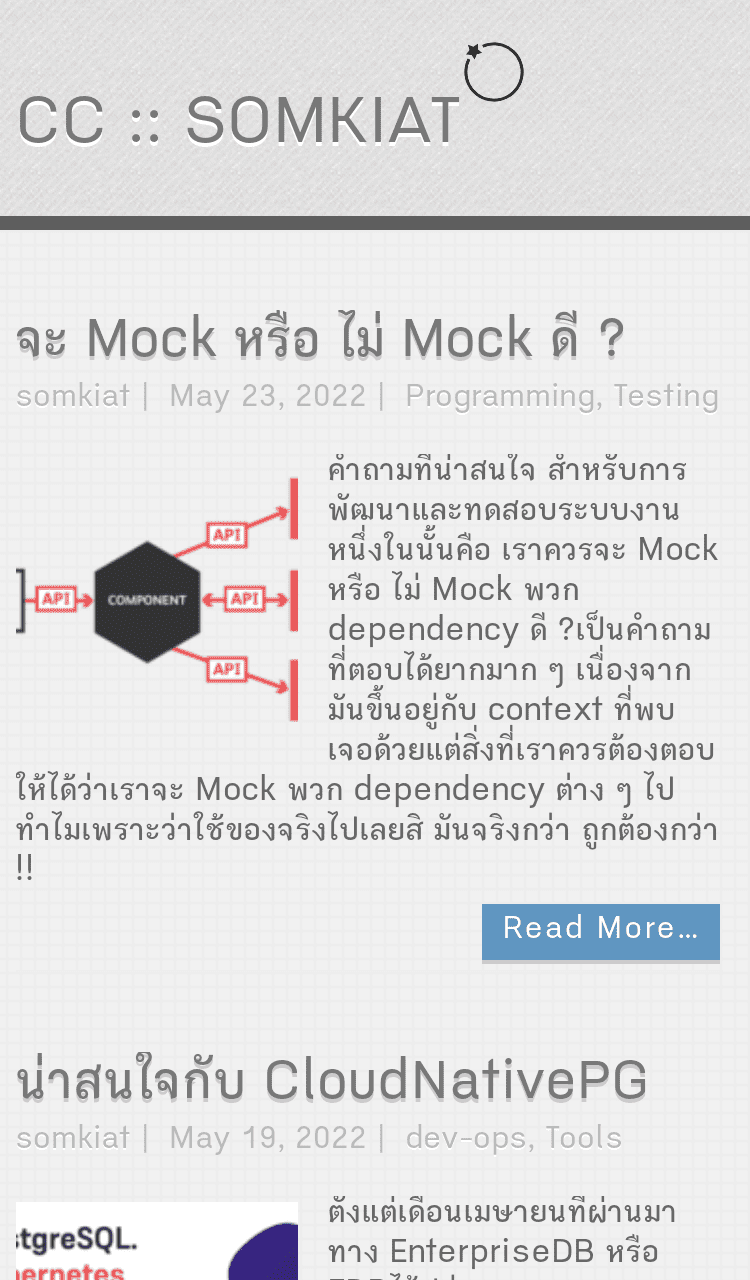 CC :: SOMKIAT
จะ Mock หรือ ไม่ Mock ดี ?
somkiat | May 23, 2022 | Programming, Testing
API
API
COMPONENT
API
API
คำถามที่น่าสนใจ สำหรับการ
พัฒนาและทดสอบระบบงาน
หนึ่งในนั้นคือ เราควรจะ Mock
หรือ ไม่ Mock พวก
dependency ดี ?เป็นคำถาม
ที่ตอบได้ยากมาก ๆ เนื่องจาก
มันขึ้นอยู่กับ context ที่พบ
เจอด้วยแต่สิ่งที่เราควรต้องตอบ
ให้ได้ว่าเราจะ Mock พวก dependency ต่าง ๆ ไป
ทำไมเพราะว่าใช้ของจริงไปเลยสิ มันจริงกว่า ถูกต้องกว่า
!!
Read More...
น่าสนใจกับ CloudNativePG
somkiat | May 19, 2022 | dev-ops, Tools
stgreSQL.
ตั้งแต่เดือนเมษายนที่ผ่านมา
ทาง EnterpriseDB หรือ